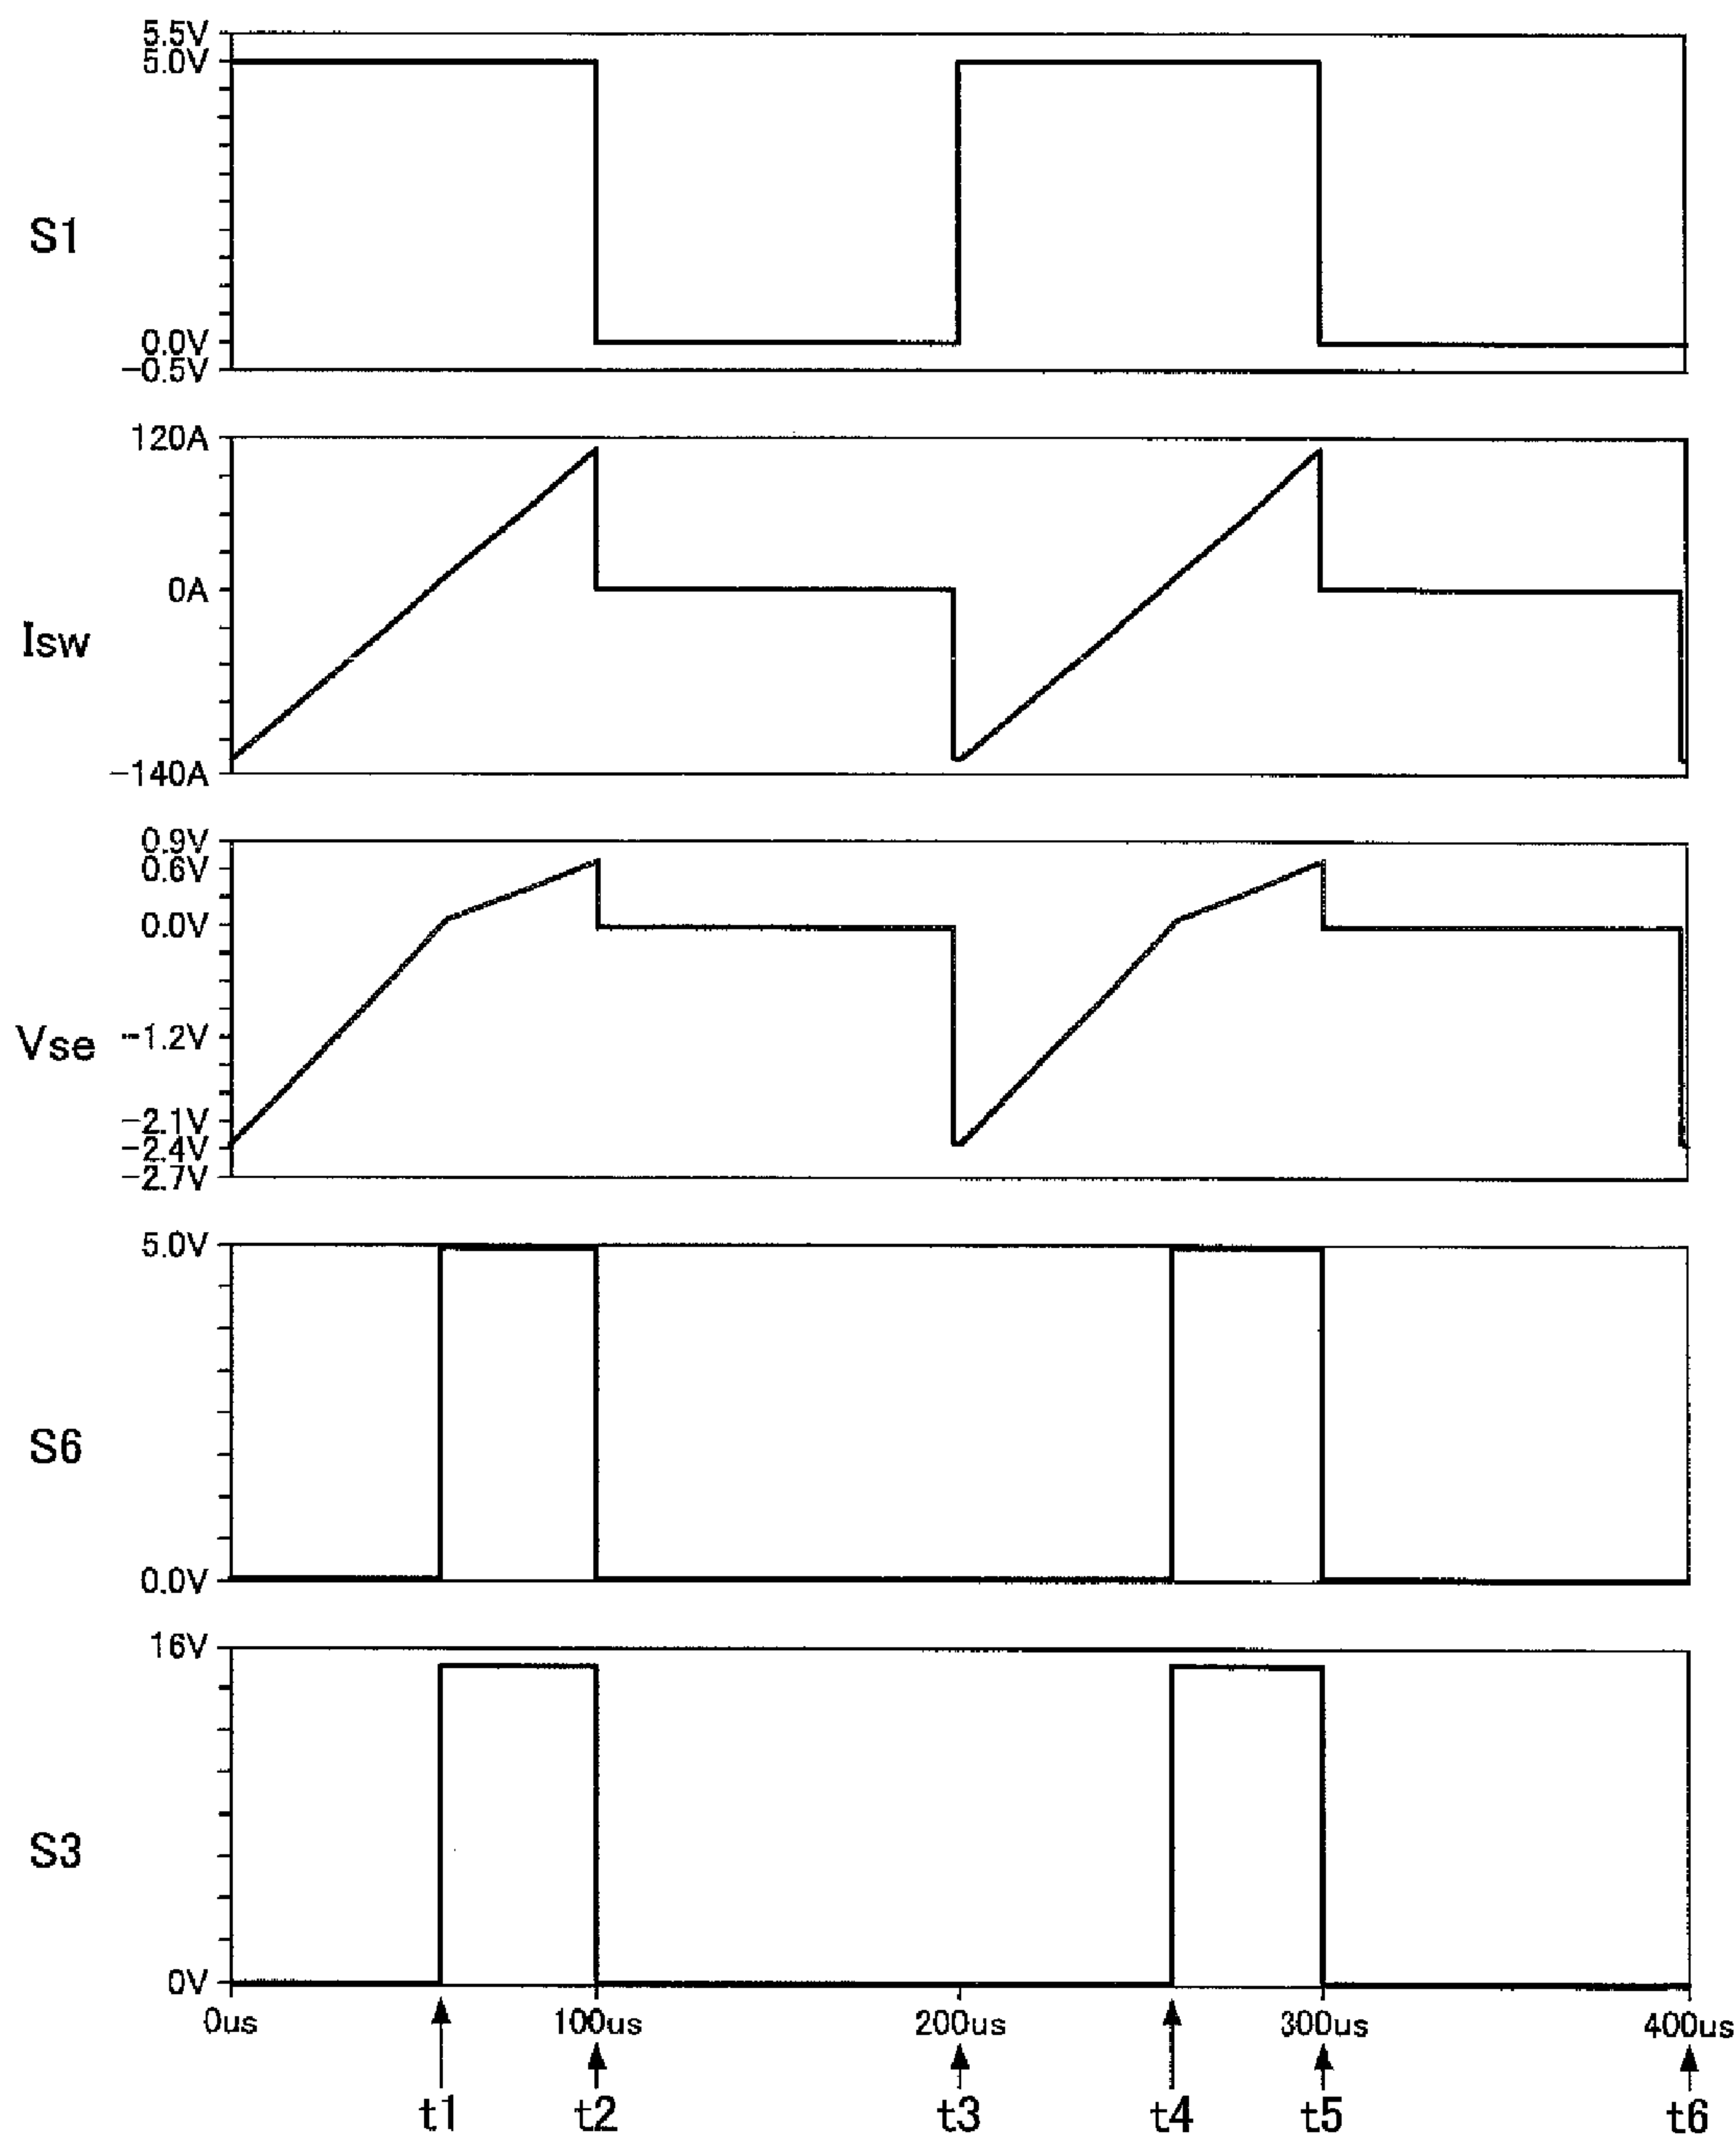 5.5V
5.0V
S1
0.0V
−0.5V
120A
0A
Isw
−140A
0.9V
0.6V
0.0V
Vse
−1.2V
−2.1V
−2.4V
−2.7V
5.0V
S6
0.0V
16V
S3
0V
0us 100us 200us 300us 400us
t1 t2 t3 t4 t5 t6